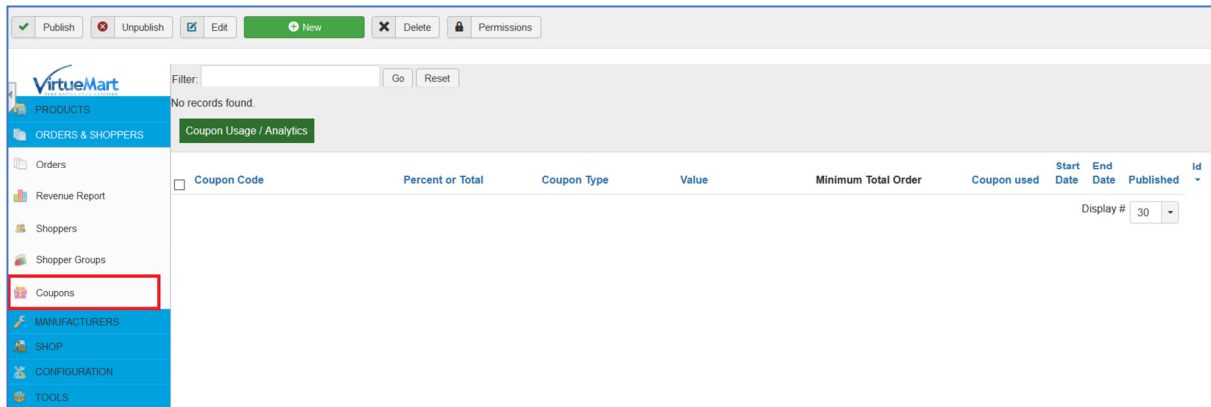 Publish Unpublish Edit New Delete Permissions
VirtueMart
Filter: Go Reset
No records found.
Coupon Usage / Analytics
PRODUCTS
ORDERS & SHOPPERS
Orders
Revenue Report
Shoppers
Shopper Groups
Coupons
MANUFACTURERS
SHOP
CONFIGURATION
TOOLS
Coupon Code Percent or Total Coupon Type Value Minimum Total Order Coupon used Start Date End Date Published Id
Display # 30